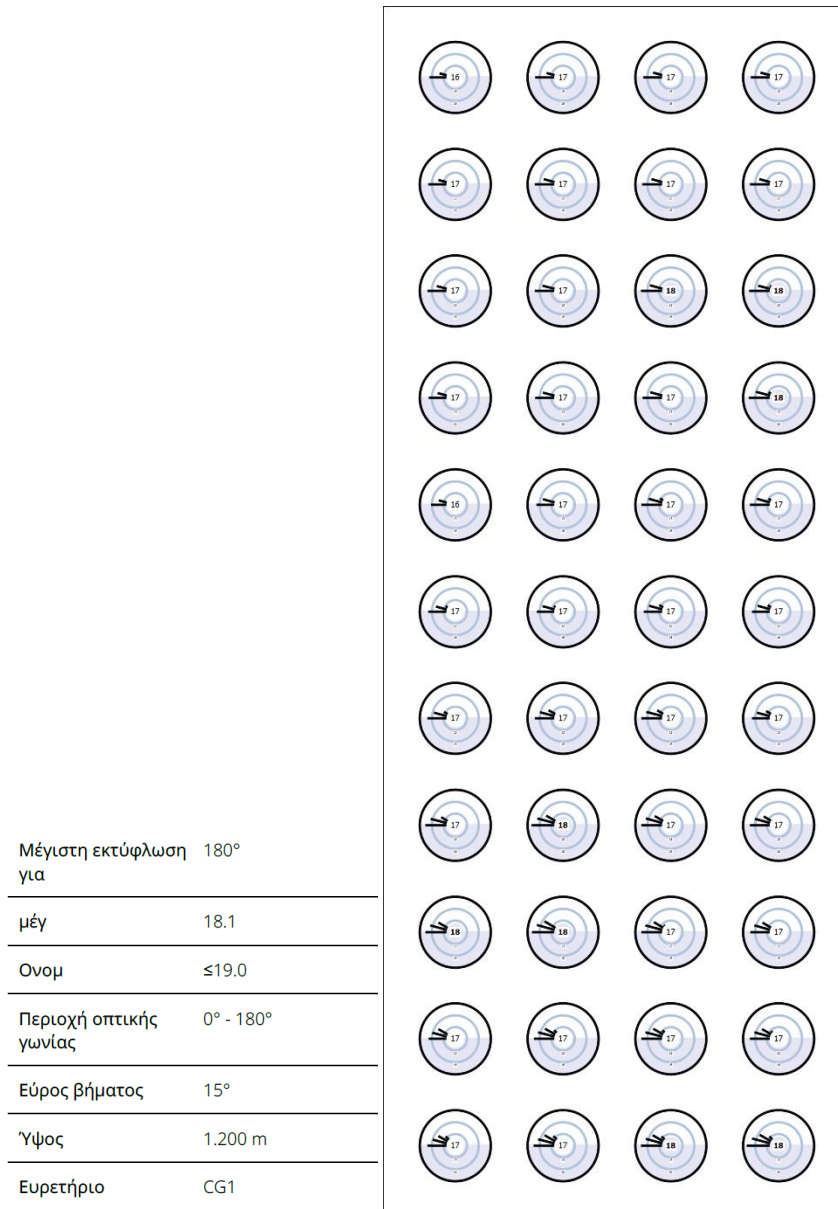 16 17 17 17
17 17 17 17
17 17 18 18
17 17 17 18
16 17 17 17
17 17 17 17
17 17 17 17
17 18 17 17
18 18 17 17
17 17 17 17
17 17 18 18
Μέγιστη εκτύφλωση για 180°
μέγ 18.1
Ονομ ≤19.0
Περιοχή οπτικής γωνίας 0° - 180°
Εύρος βήματος 15°
Ύψος 1.200 m
Ευρετήριο CG1